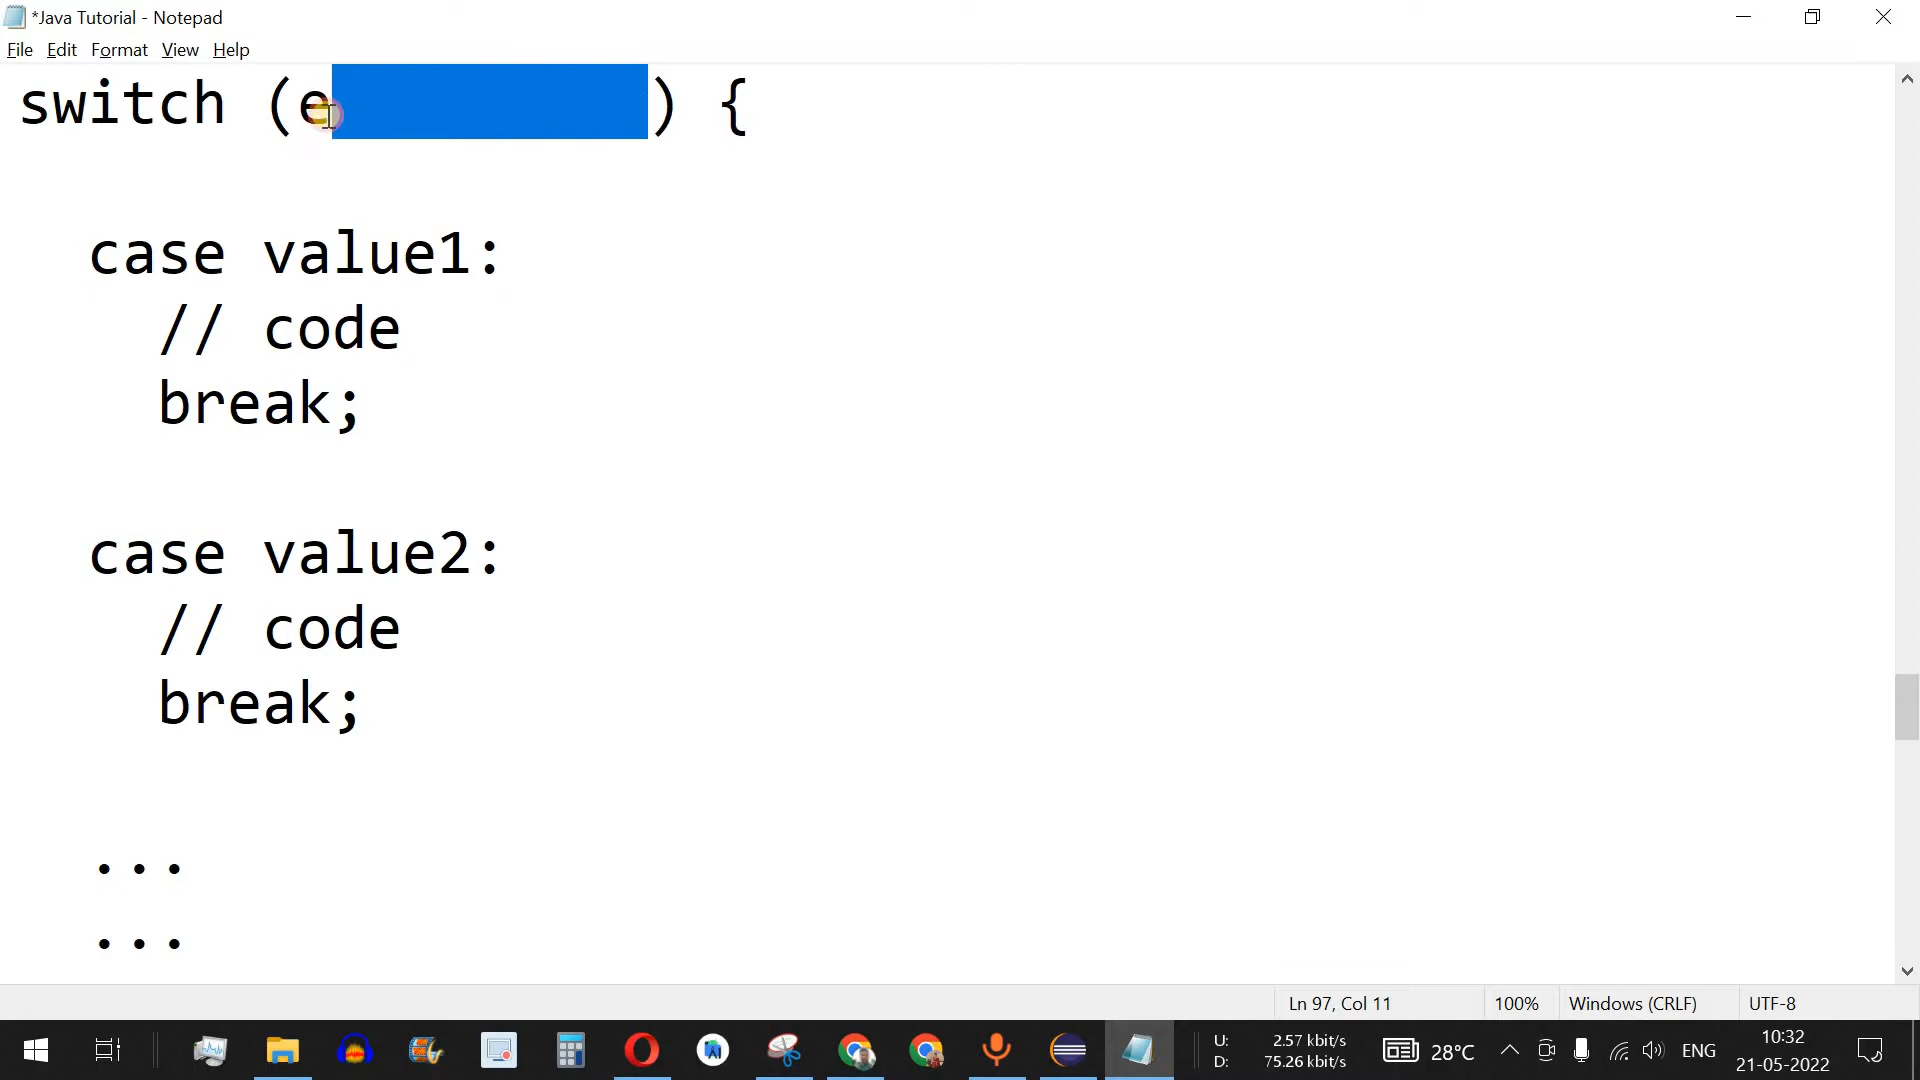 *Java Tutorial - Notepad
File Edit Format View Help
switch (e ) {
case value1:
// code
break;
case value2:
// code
break;
...
...
Ln 97, Col 11 100% Windows (CRLF) UTF-8
U: 2.57 kbit/s
D: 75.26 kbit/s
28°C
ENG
10:32
21-05-2022